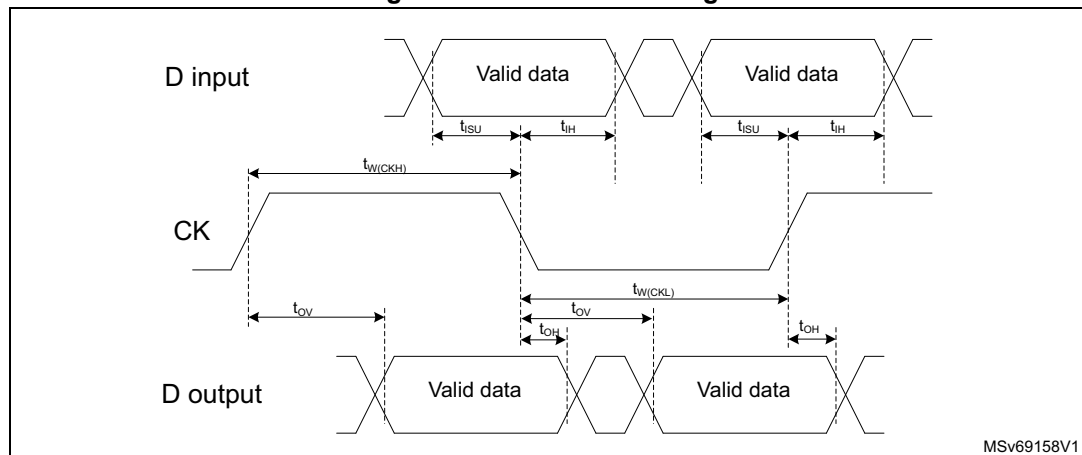 D input
Valid data
Valid data
tISU
tIH
tISU
tIH
tW(CKH)
CK
tW(CKL)
tOV
tOV
tOH
tOH
D output
Valid data
Valid data
MSv69158V1